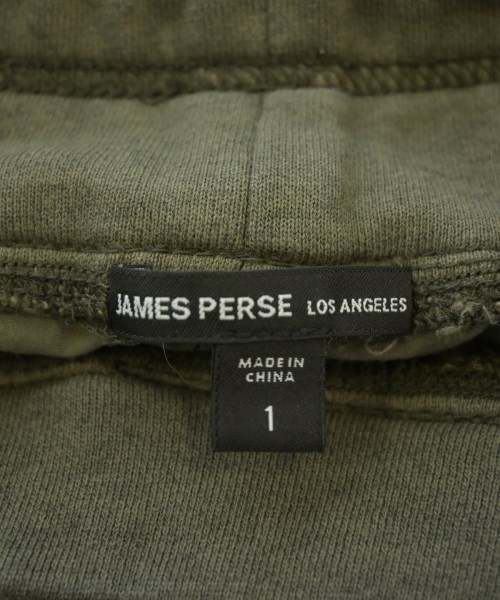 JAMES PERSE LOS ANGELES
MADE IN
CHINA
1